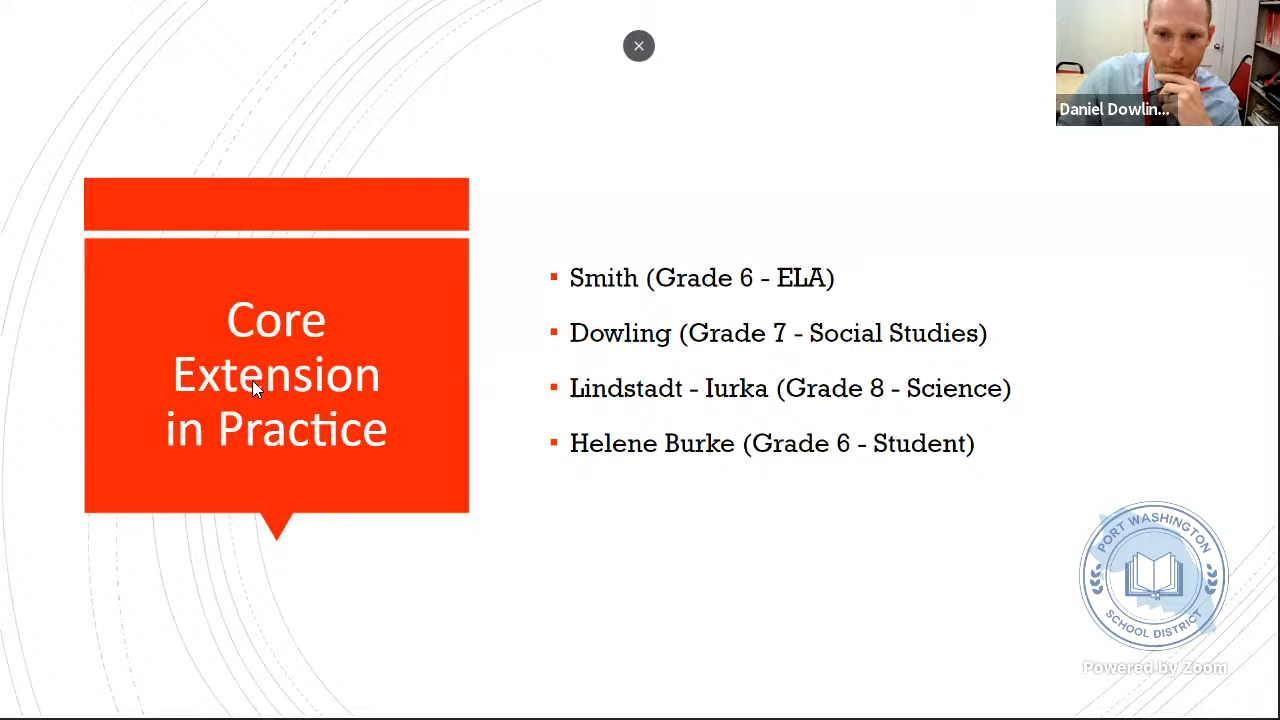 Daniel Dowlin...
Core
Extension
in Practice
Smith (Grade 6 - ELA)
Dowling (Grade 7 - Social Studies)
Lindstadt - Iurka (Grade 8 - Science)
Helene Burke (Grade 6 - Student)
PORT WASHINGTON
SCHOOL DISTRICT
Powered by Zoom